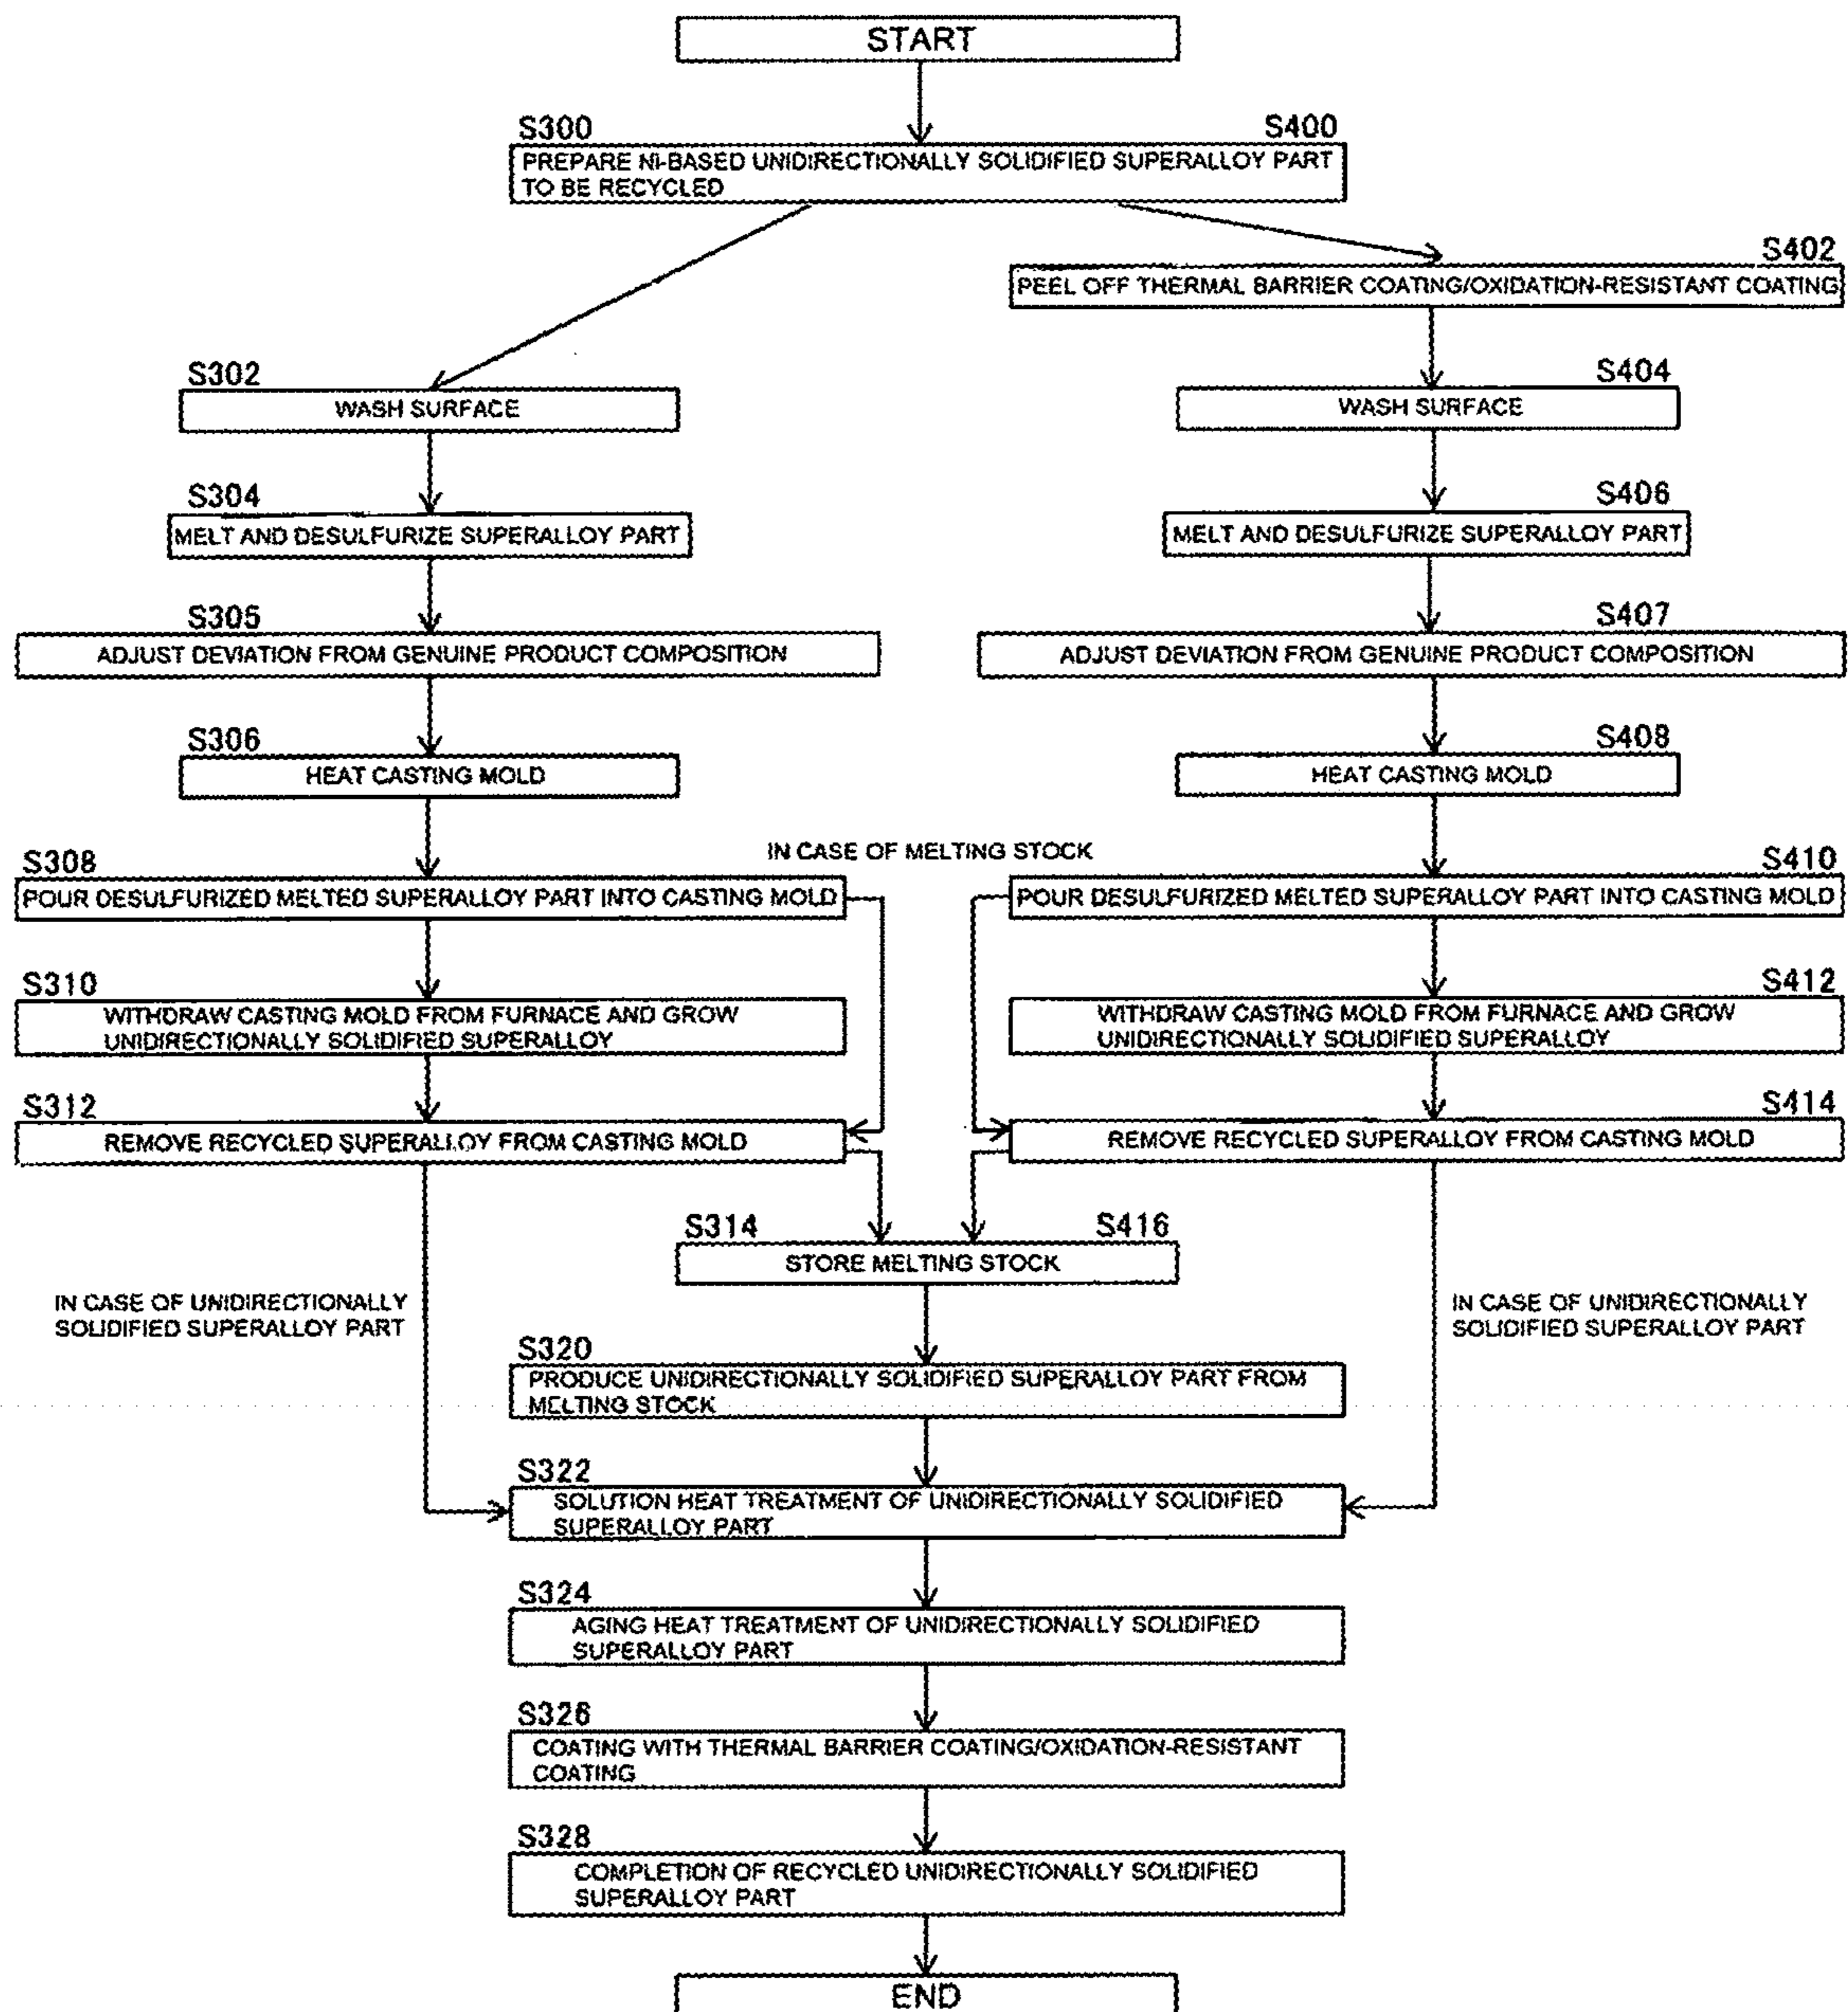 START
S300
S400
PREPARE NI-BASED UNIDIRECTIONALLY SOLIDIFIED SUPERALLOY PART
TO BE RECYCLED
S402
PEEL OFF THERMAL BARRIER COATING/OXIDATION-RESISTANT COATING
S302
WASH SURFACE
S404
WASH SURFACE
S304
MELT AND DESULFURIZE SUPERALLOY PART
S406
MELT AND DESULFURIZE SUPERALLOY PART
S305
ADJUST DEVIATION FROM GENUINE PRODUCT COMPOSITION
S407
ADJUST DEVIATION FROM GENUINE PRODUCT COMPOSITION
S306
HEAT CASTING MOLD
S408
HEAT CASTING MOLD
IN CASE OF MELTING STOCK
S308
POUR DESULFURIZED MELTED SUPERALLOY PART INTO CASTING MOLD
S410
POUR DESULFURIZED MELTED SUPERALLOY PART INTO CASTING MOLD
S310
WITHDRAW CASTING MOLD FROM FURNACE AND GROW
UNIDIRECTIONALLY SOLIDIFIED SUPERALLOY
S412
WITHDRAW CASTING MOLD FROM FURNACE AND GROW
UNIDIRECTIONALLY SOLIDIFIED SUPERALLOY
S312
REMOVE RECYCLED SUPERALLOY FROM CASTING MOLD
S414
REMOVE RECYCLED SUPERALLOY FROM CASTING MOLD
S314
S416
STORE MELTING STOCK
IN CASE OF UNIDIRECTIONALLY
SOLIDIFIED SUPERALLOY PART
IN CASE OF UNIDIRECTIONALLY
SOLIDIFIED SUPERALLOY PART
S320
PRODUCE UNIDIRECTIONALLY SOLIDIFIED SUPERALLOY PART FROM
MELTING STOCK
S322
SOLUTION HEAT TREATMENT OF UNIDIRECTIONALLY SOLIDIFIED
SUPERALLOY PART
S324
AGING HEAT TREATMENT OF UNIDIRECTIONALLY SOLIDIFIED
SUPERALLOY PART
S326
COATING WITH THERMAL BARRIER COATING/OXIDATION-RESISTANT
COATING
S328
COMPLETION OF RECYCLED UNIDIRECTIONALLY SOLIDIFIED
SUPERALLOY PART
END